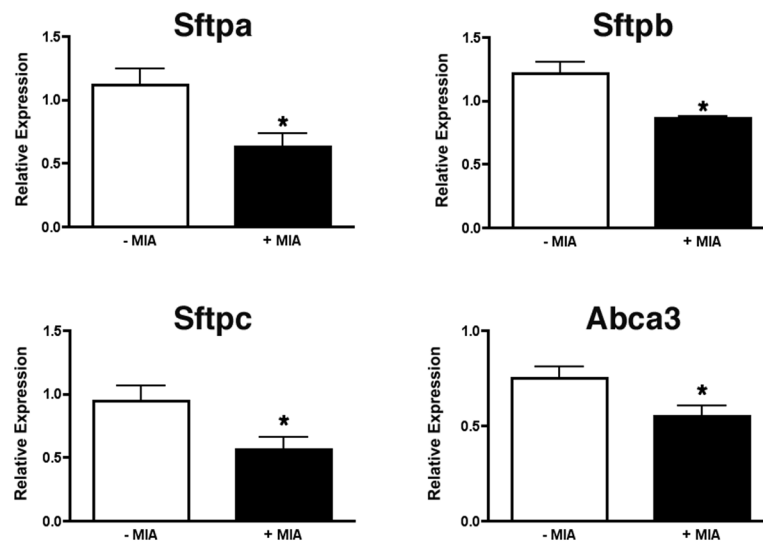 Sftpa
Relative Expression
1.5
1.0
0.5
0.0
*
- MIA
+ MIA
Sftpb
Relative Expression
1.5
1.0
0.5
0.0
*
- MIA
+ MIA
Sftpc
Relative Expression
1.5
1.0
0.5
0.0
*
- MIA
+ MIA
Abca3
Relative Expression
1.0
0.5
0.0
*
- MIA
+ MIA